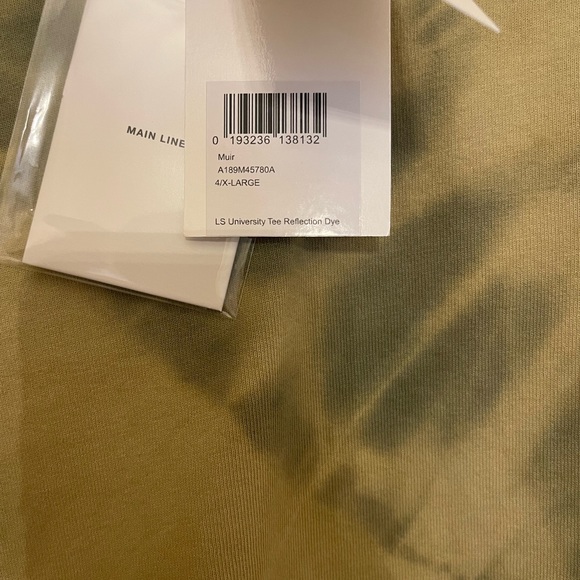 MAIN LINE
0 193236 138132
Muir
A189M45780A
4/X-LARGE
LS University Tee Reflection Dye